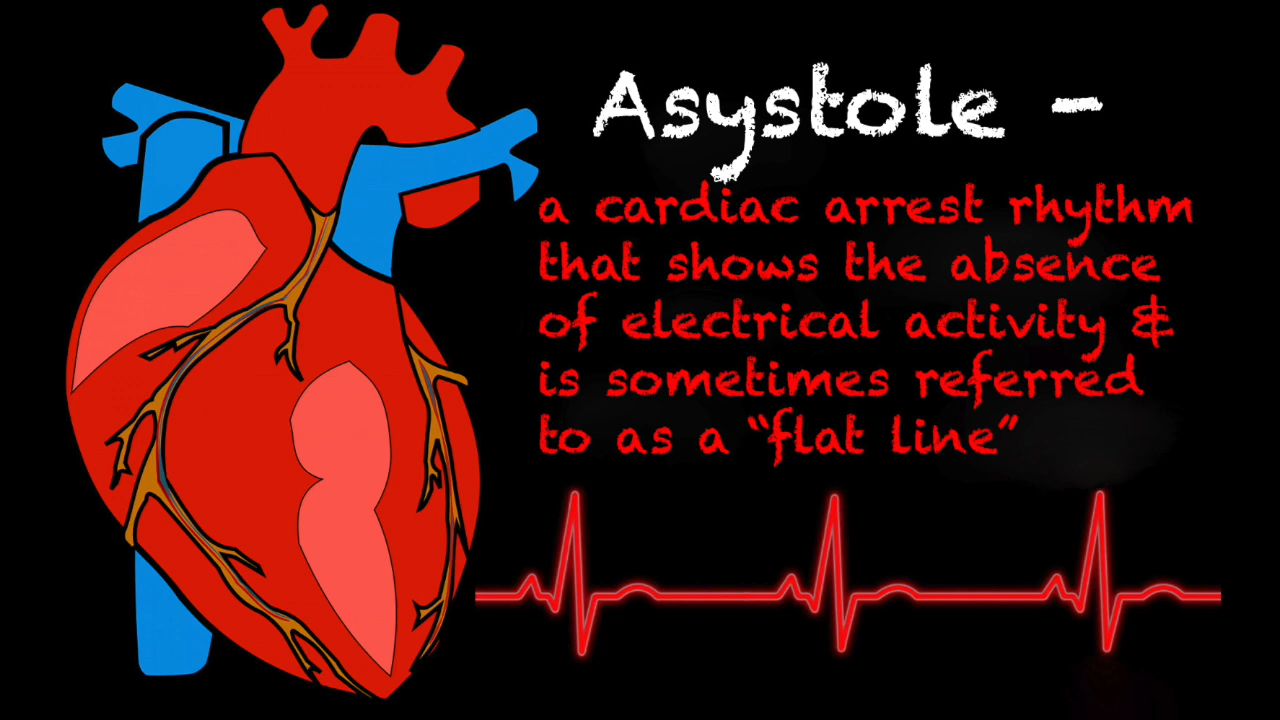 Asystole -
a cardiac arrest rhythm
that shows the absence
of electrical activity &
is sometimes referred
to as a “flat line”